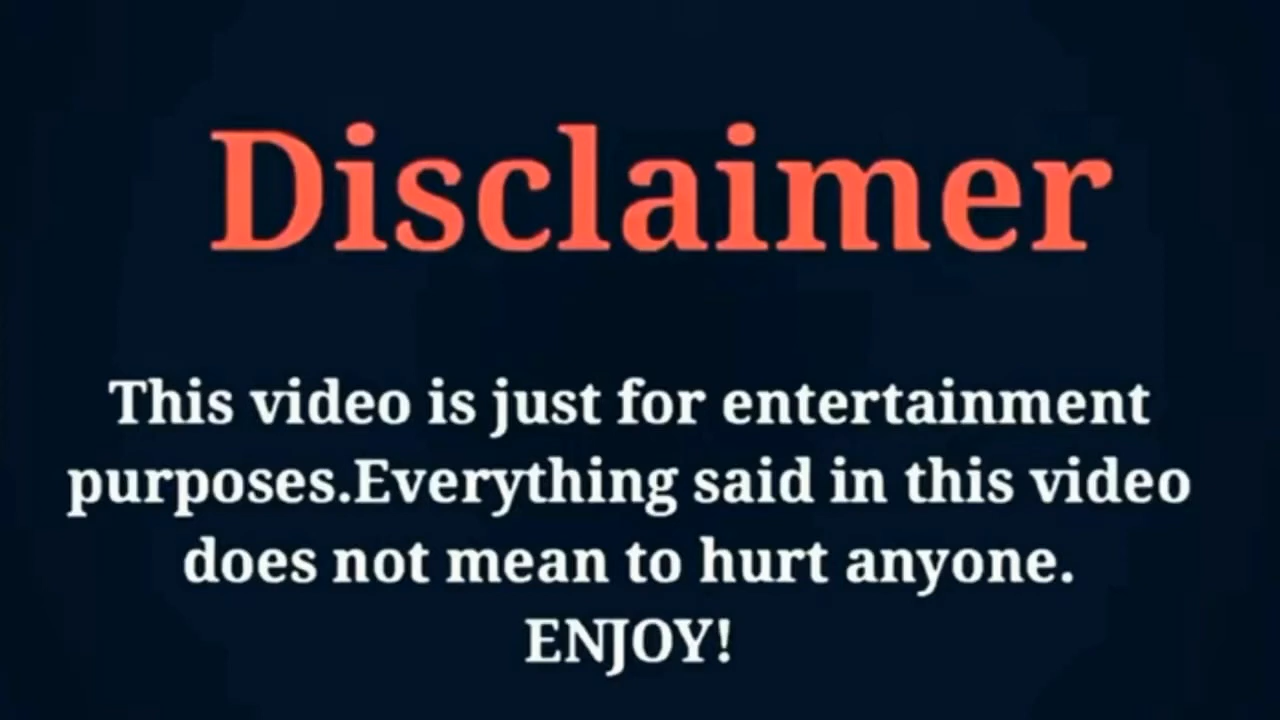 Disclaimer
This video is just for entertainment
purposes.Everything said in this video
does not mean to hurt anyone.
ENJOY!